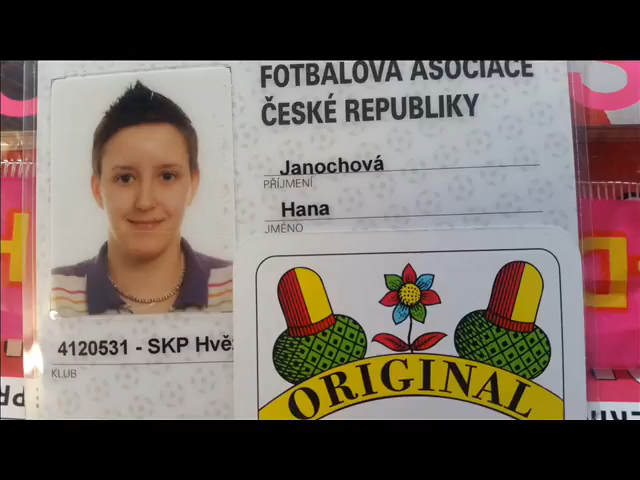 FOTBALOVÁ ASOCIACE
ČESKÉ REPUBLIKY
Janochová
PŘÍJMENÍ
Hana
JMÉNO
4120531 - SKP Hvě
KLUB
ORIGINAL